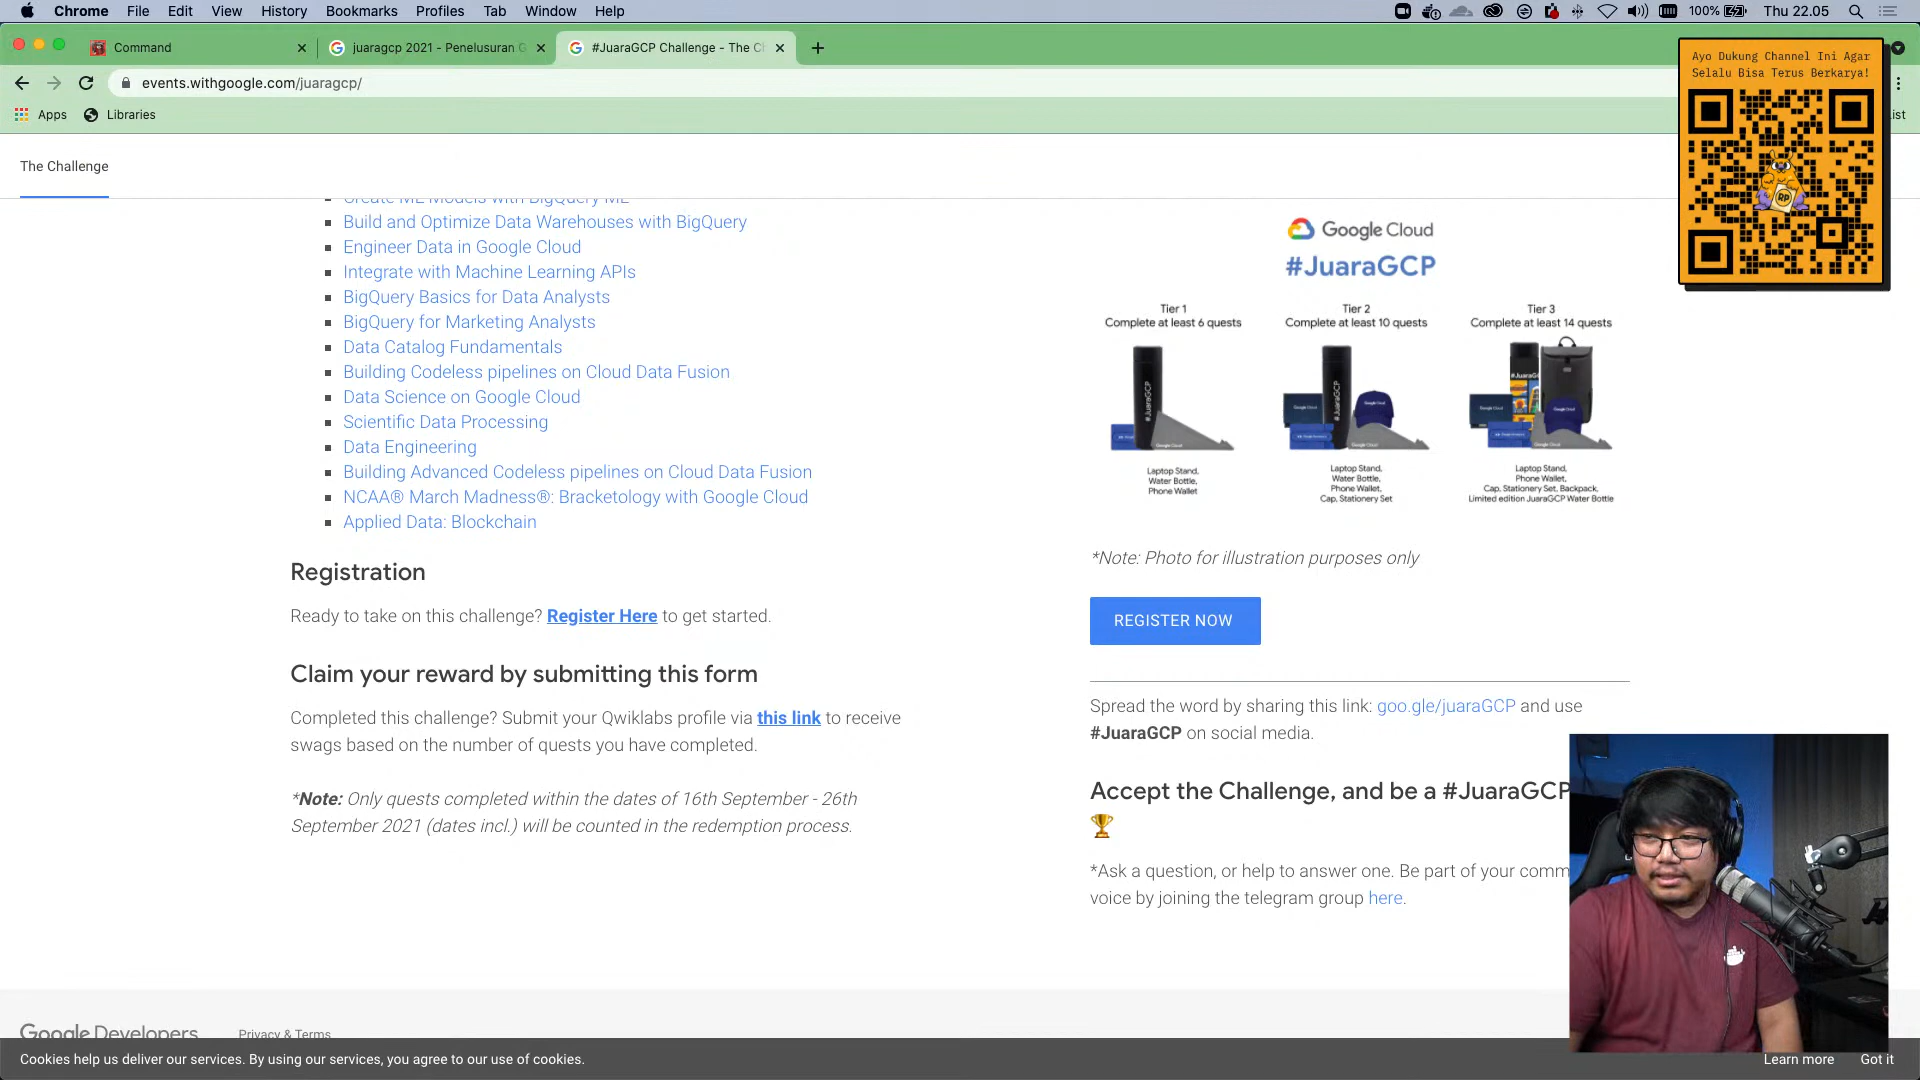 Chrome File Edit View History Bookmarks Profiles Tab Window Help
100% Thu 22.05
Command
juaragcp 2021 - Penelusuran G
#JuaraGCP Challenge - The Ch
events.withgoogle.com/juaragcp/
Apps Libraries
ist
Ayo Dukung Channel Ini Agar
Selalu Bisa Terus Berkarya!
RP
The Challenge
Create ML Models with BigQuery ML
Build and Optimize Data Warehouses with BigQuery
Engineer Data in Google Cloud
Integrate with Machine Learning APIs
BigQuery Basics for Data Analysts
BigQuery for Marketing Analysts
Data Catalog Fundamentals
Building Codeless pipelines on Cloud Data Fusion
Data Science on Google Cloud
Scientific Data Processing
Data Engineering
Building Advanced Codeless pipelines on Cloud Data Fusion
NCAA® March Madness®: Bracketology with Google Cloud
Applied Data: Blockchain
Registration
Ready to take on this challenge? Register Here to get started.
Claim your reward by submitting this form
Completed this challenge? Submit your Qwiklabs profile via this link to receive
swags based on the number of quests you have completed.
*Note: Only quests completed within the dates of 16th September - 26th
September 2021 (dates incl.) will be counted in the redemption process.
Google Cloud
#JuaraGCP
Tier 1
Complete at least 6 quests
Laptop Stand,
Water Bottle,
Phone Wallet
Tier 2
Complete at least 10 quests
Laptop Stand,
Water Bottle,
Phone Wallet,
Cap, Stationery Set
Tier 3
Complete at least 14 quests
Laptop Stand,
Phone Wallet,
Cap, Stationery Set, Backpack,
Limited edition JuaraGCP Water Bottle
*Note: Photo for illustration purposes only
REGISTER NOW
Spread the word by sharing this link: goo.gle/juaraGCP and use
#JuaraGCP on social media.
Accept the Challenge, and be a #JuaraGCP
*Ask a question, or help to answer one. Be part of your comm
voice by joining the telegram group here.
Google Developers Privacy & Terms
Cookies help us deliver our services. By using our services, you agree to our use of cookies.
Learn more Got it